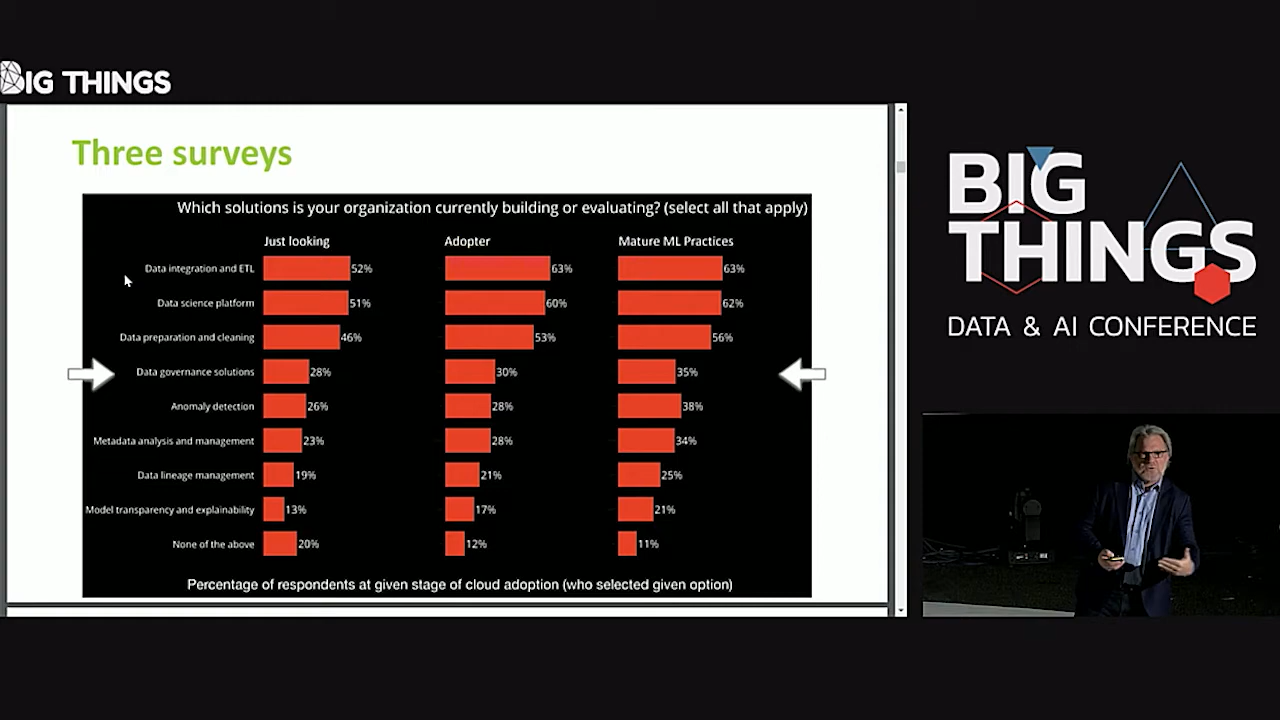 BIG THINGS
Three surveys
Which solutions is your organization currently building or evaluating? (select all that apply)
Just looking Adopter Mature ML Practices
Data integration and ETL 52% 63% 63%
Data science platform 51% 60% 62%
Data preparation and cleaning 46% 53% 56%
Data governance solutions 28% 30% 35%
Anomaly detection 26% 28% 38%
Metadata analysis and management 23% 28% 34%
Data lineage management 19% 21% 25%
Model transparency and explainability 13% 17% 21%
None of the above 20% 12% 11%
Percentage of respondents at given stage of cloud adoption (who selected given option)
BIG
THINGS
DATA & AI CONFERENCE